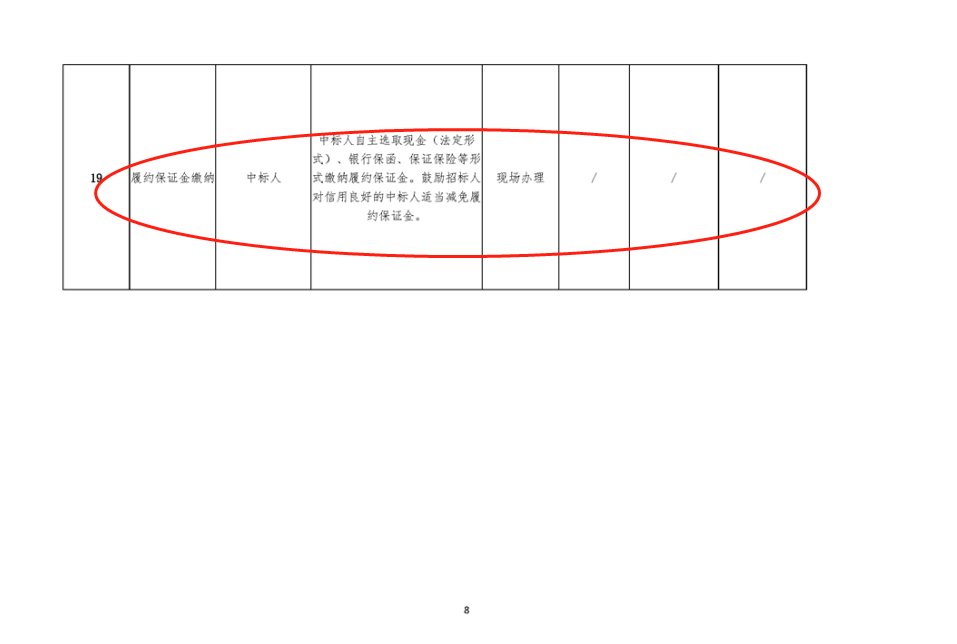 19
履约保证金缴纳
中标人
中标人自主选取现金（法定形
式）、银行保函、保证保险等形
式缴纳履约保证金。鼓励招标人
对信用良好的中标人适当减免履
约保证金。
现场办理
/
/
/
8